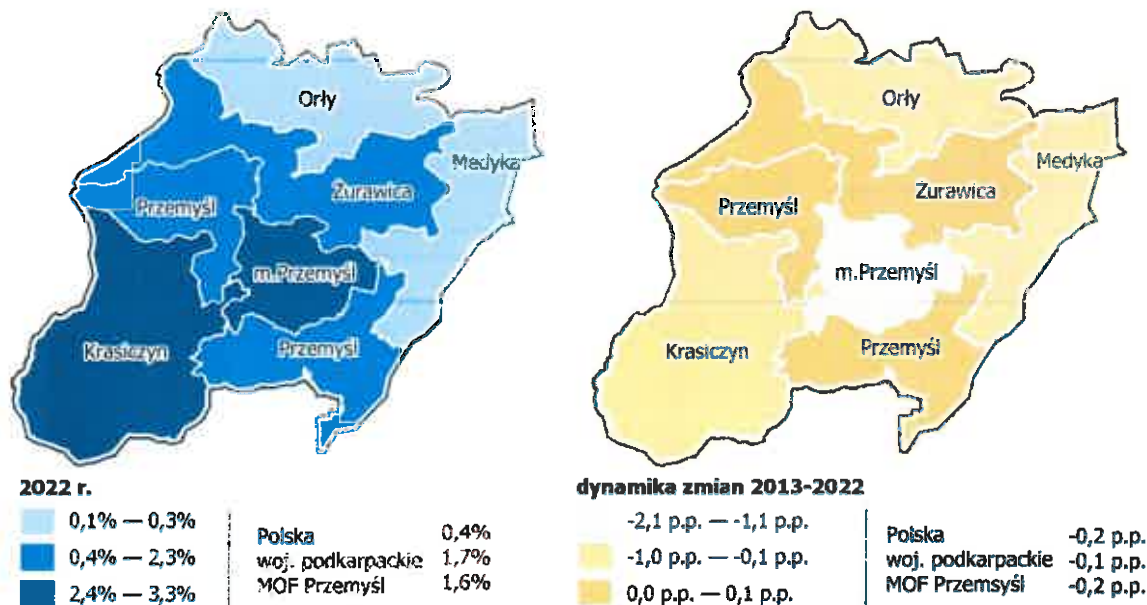 Orły
Medyka
Żurawica
Przemyśl
m.Przemyśl
Krasiczyn
Przemyśl
2022 r.
0,1% — 0,3%
0,4% — 2,3%
2,4% — 3,3%
Polska 0,4%
woj. podkarpackie 1,7%
MOF Przemyśl 1,6%
Orły
Medyka
Żurawica
Przemyśl
m.Przemyśl
Krasiczyn
Przemyśl
dynamika zmian 2013-2022
-2,1 p.p. — -1,1 p.p.
-1,0 p.p. — -0,1 p.p.
0,0 p.p. — 0,1 p.p.
Polska -0,2 p.p.
woj. podkarpackie -0,1 p.p.
MOF Przemsyśl -0,2 p.p.